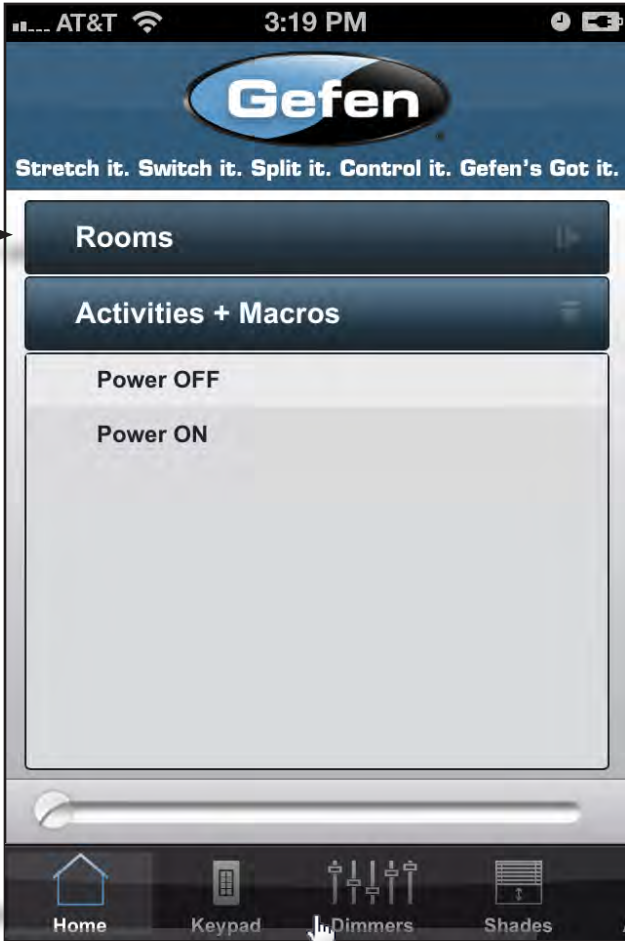 AT&T 3:19 PM
Gefen
Stretch it. Switch it. Split it. Control it. Gefen's Got it.
Rooms
Activities + Macros
Power OFF
Power ON
Home Keypad Dimmers Shades